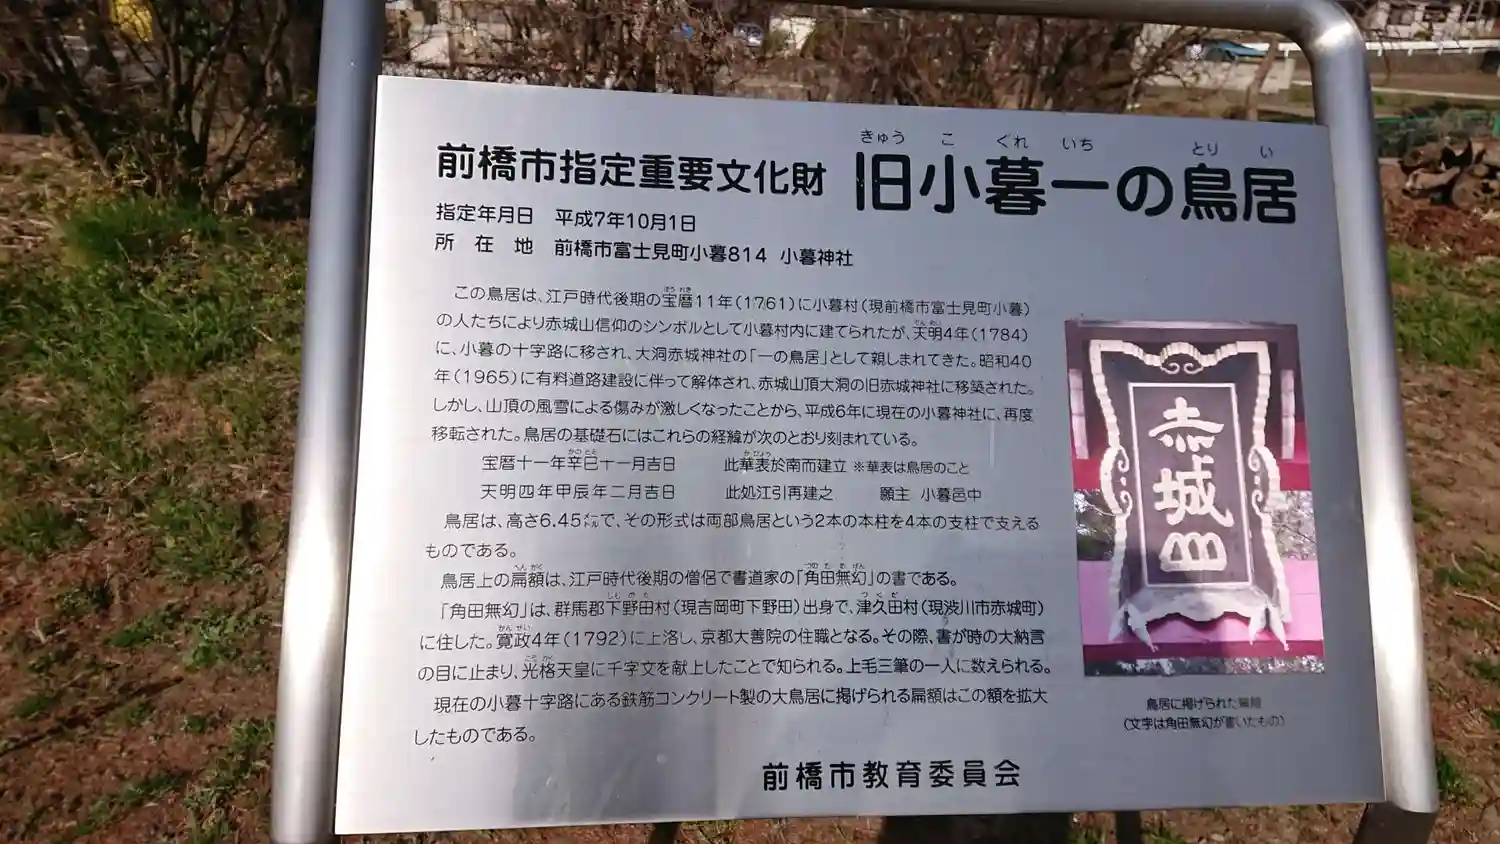 きゅう こ ぐれ いち とり い
前橋市指定重要文化財 旧小暮一の鳥居
指定年月日 平成7年10月1日
所在地 前橋市富士見町小暮814 小暮神社
この鳥居は、江戸時代後期の宝暦11年(1761)に小暮村(現前橋市富士見町小暮)
の人たちにより赤城山信仰のシンボルとして小暮村内に建てられたが、天明4年(1784)
に、小暮の十字路に移され、大洞赤城神社の「一の鳥居」として親しまれてきた。昭和40
年(1965)に有料道路建設に伴って解体され、赤城山頂大洞の旧赤城神社に移築された。
しかし、山頂の風雪による傷みが激しくなったことから、平成6年に現在の小暮神社に、再度
移転された。鳥居の基礎石にはこれらの経緯が次のとおり刻まれている。
宝暦十一年辛巳十一月吉日 此華表於南而建立 ※華表は鳥居のこと
天明四年甲辰年二月吉日 此処江引再建之 願主 小暮邑中
鳥居は、高さ6.45㍍で、その形式は両部鳥居という2本の本柱を4本の支柱で支える
ものである。
鳥居上の扁額は、江戸時代後期の僧侶で書道家の「角田無幻」の書である。
「角田無幻」は、群馬郡下野田村(現吉岡町下野田)出身で、津久田村(現渋川市赤城町)
に住した。寛政4年(1792)に上洛し、京都大善院の住職となる。その際、書が時の大納言
の目に止まり、光格天皇に千字文を献上したことで知られる。上毛三筆の一人に数えられる。
現在の小暮十字路にある鉄筋コンクリート製の大鳥居に掲げられる扁額はこの額を拡大
したものである。
前橋市教育委員会
赤城山
鳥居に掲げられた扁額
(文字は角田無幻が書いたもの)